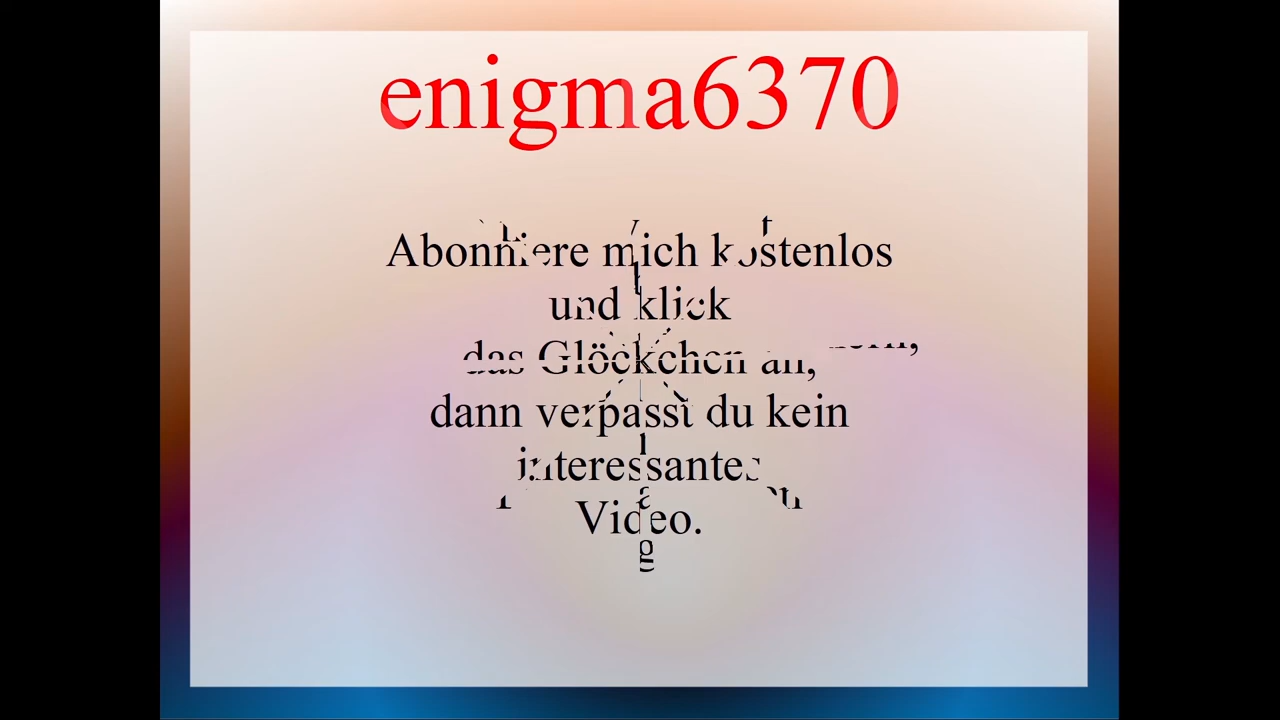 enigma6370
Abonniere mich kostenlos
und klick
das Glöckchen an,
dann verpasst du kein
interessantes
Video.